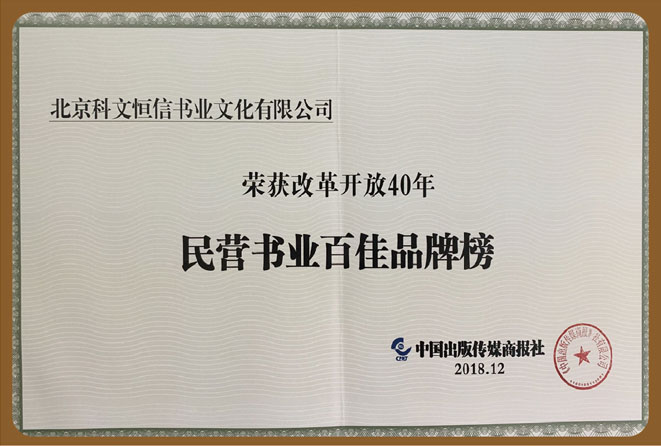 北京科文恒信书业文化有限公司
荣获改革开放40年
民营书业百佳品牌榜
中国出版传媒商报社
2018.12